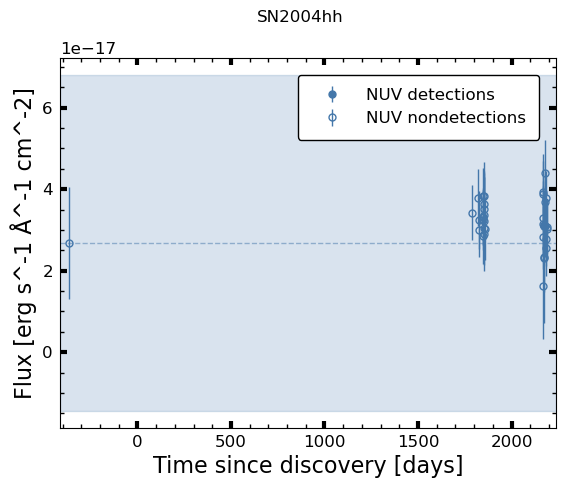 SN2004hh
1e−17
NUV detections
NUV nondetections
6
4
2
0
Flux [erg s^-1 Å^-1 cm^-2]
0 500 1000 1500 2000
Time since discovery [days]